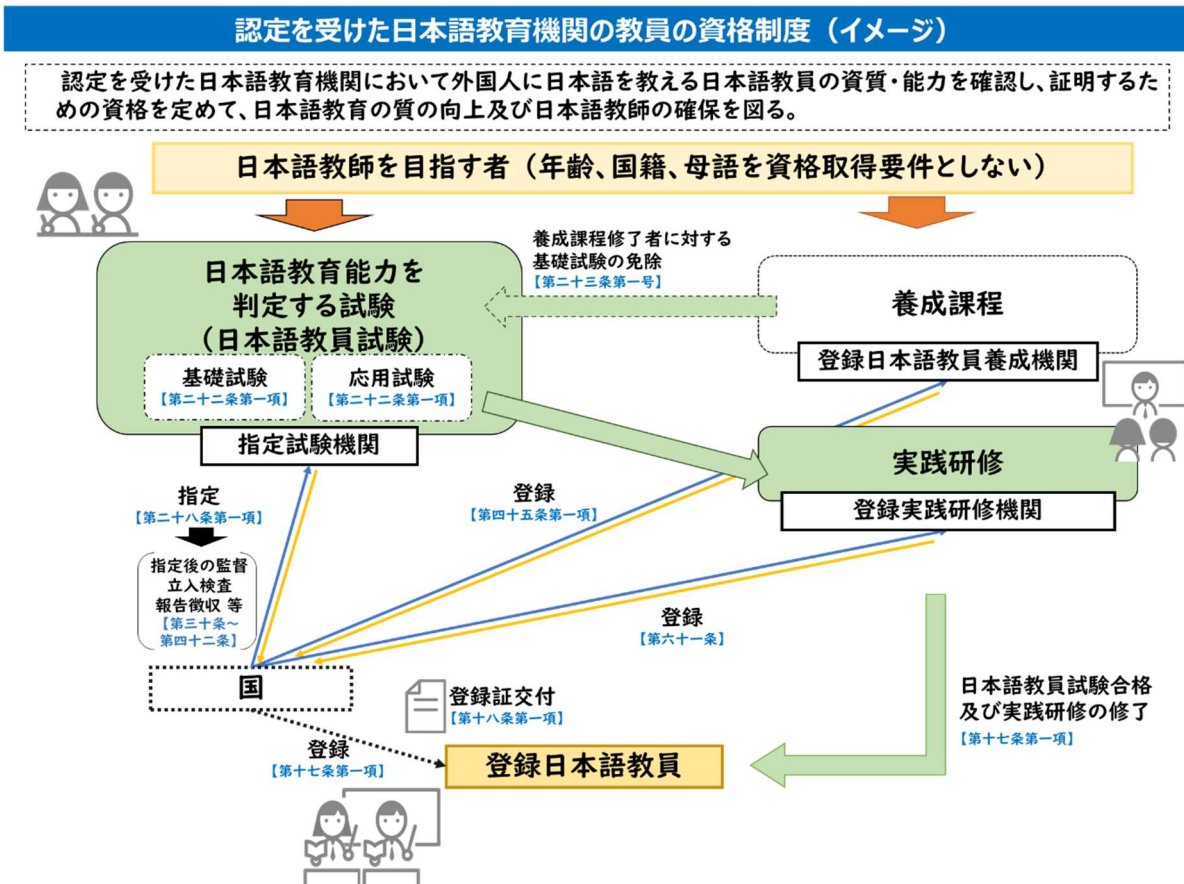 認定を受けた日本語教育機関の教員の資格制度（イメージ）
認定を受けた日本語教育機関において外国人に日本語を教える日本語教員の資質・能力を確認し、証明するた
めの資格を定めて、日本語教育の質の向上及び日本語教師の確保を図る。
日本語教師を目指す者（年齢、国籍、母語を資格取得要件としない）
養成課程修了者に対する
基礎試験の免除
【第二十三条第一号】
日本語教育能力を
判定する試験
（日本語教員試験）
基礎試験
【第二十二条第一項】
応用試験
【第二十二条第一項】
指定試験機関
養成課程
登録日本語教員養成機関
実践研修
登録実践研修機関
指定
【第二十八条第一項】
指定後の監督
立入検査
報告徴収 等
【第三十条～
第四十二条】
登録
【第四十五条第一項】
登録
【第六十一条】
国
登録証交付
【第十八条第一項】
登録
【第十七条第一項】
登録日本語教員
日本語教員試験合格
及び実践研修の修了
【第十七条第一項】